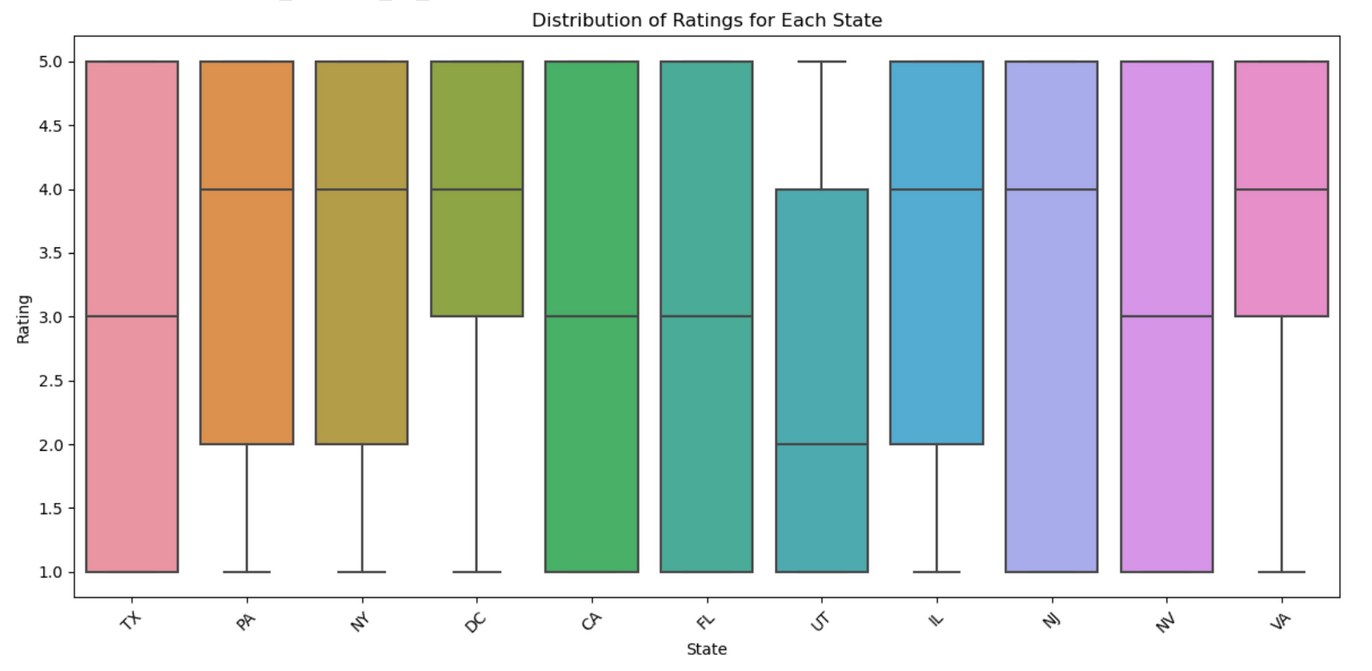 Distribution of Ratings for Each State
5.0
4.5
4.0
3.5
3.0
2.5
2.0
1.5
1.0
Rating
TX PA NY DC CA FL UT IL NJ NV VA
State